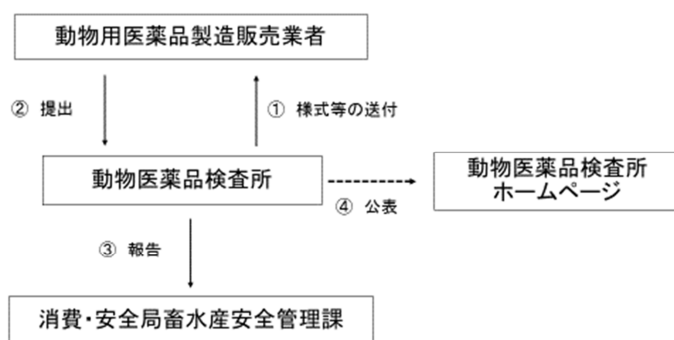 動物用医薬品製造販売業者
② 提出
① 様式等の送付
動物医薬品検査所
動物医薬品検査所
ホームページ
④ 公表
③ 報告
消費・安全局畜水産安全管理課